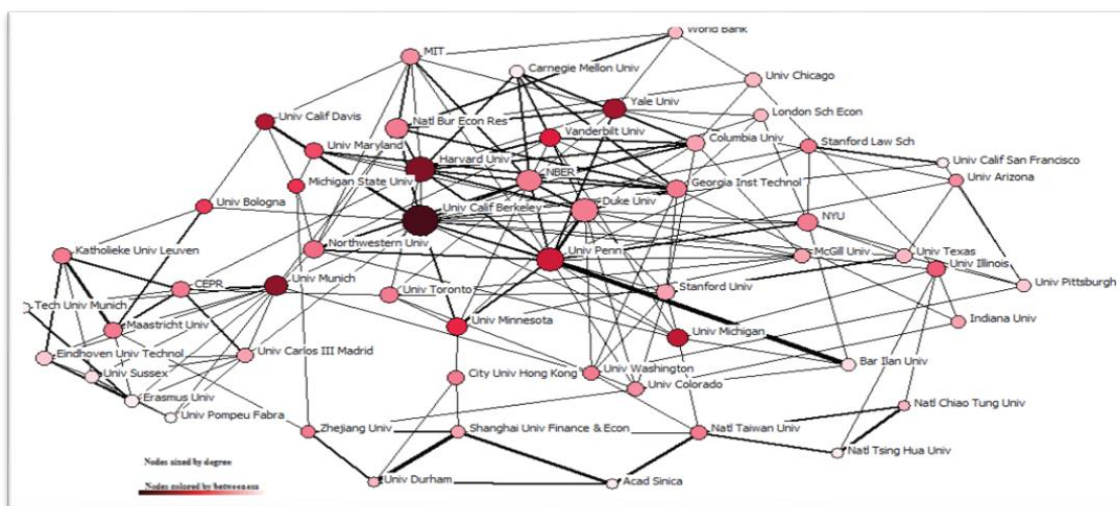 World Bank
MIT
Carnegie Mellon Univ
Univ Chicago
Yale Univ
London Sch Econ
Univ Calif Davis
Natl Bur Econ Res
Vanderbilt Univ
Columbia Univ
Stanford Law Sch
Univ Maryland
Harvard Univ
Univ Calif San Francisco
NBER
Michigan State Univ
Georgia Inst Technol
Univ Arizona
Univ Bologna
Univ Calif Berkeley
Duke Univ
NYU
Katholieke Univ Leuven
Northwestern Univ
Univ Penn
McGill Univ
Univ Texas
Univ Illinois
CEPR
Univ Munich
Univ Toronto
Stanford Univ
Univ Pittsburgh
Tech Univ Munich
Maastricht Univ
Univ Minnesota
Univ Michigan
Indiana Univ
Eindhoven Univ Technol
Univ Carlos III Madrid
Bar Ilan Univ
Univ Sussex
City Univ Hong Kong
Univ Washington
Univ Colorado
Erasmus Univ
Univ Pompeu Fabra
Natl Chiao Tung Univ
Zhejiang Univ
Shanghai Univ Finance & Econ
Natl Taiwan Univ
Natl Tsing Hua Univ
Nodes sized by degree
Univ Durham
Acad Sinica
Nodes colored by betweeness